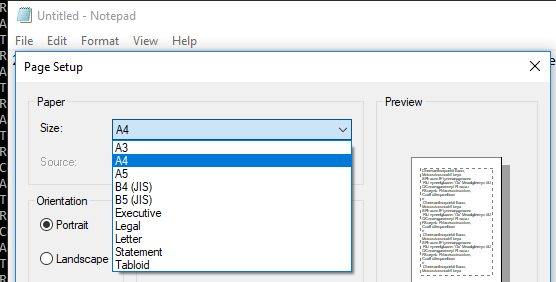 Untitled - Notepad
File Edit Format View Help
Page Setup
Paper
Size: A4
A3
A4
A5
B4 (JIS)
B5 (JIS)
Executive
Legal
Letter
Statement
Tabloid
Source:
Orientation
Portrait
Landscape
Preview
R
A
T
R
A
T
R
A
T
R
C
A
T
R
C
A
T
R